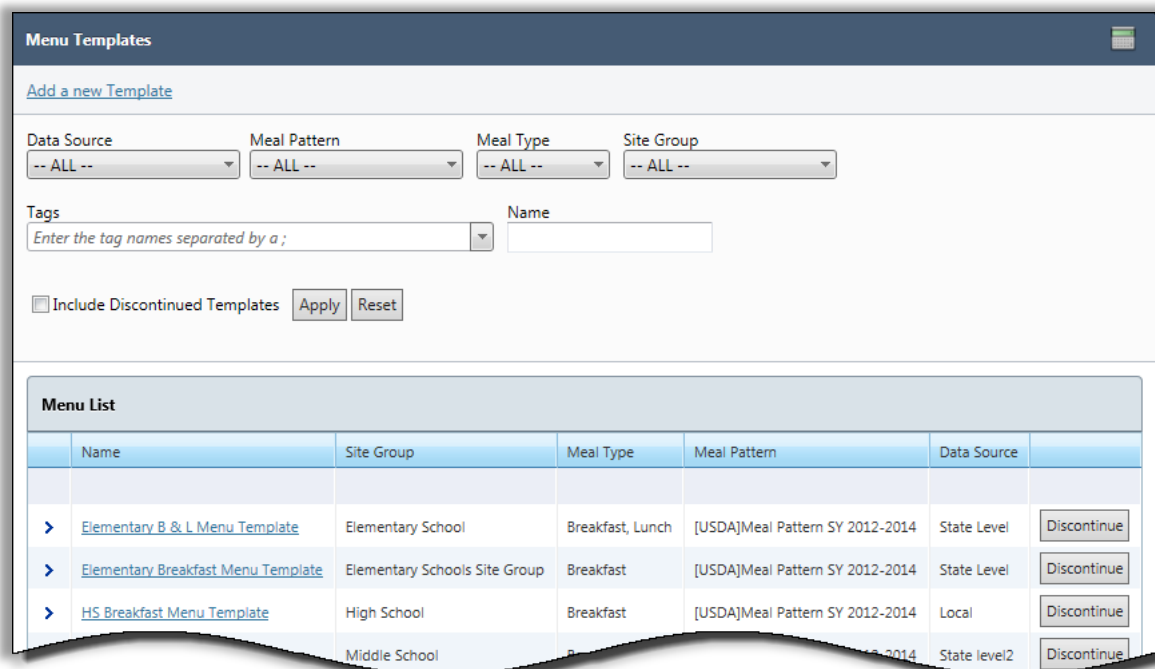 Menu Templates
Add a new Template
Data Source Meal Pattern Meal Type Site Group
-- ALL -- -- ALL -- -- ALL -- -- ALL --
Tags Name
Enter the tag names separated by a ;
Include Discontinued Templates Apply Reset
Menu List
Name Site Group Meal Type Meal Pattern Data Source
Elementary B & L Menu Template Elementary School Breakfast, Lunch [USDA]Meal Pattern SY 2012-2014 State Level Discontinue
Elementary Breakfast Menu Template Elementary Schools Site Group Breakfast [USDA]Meal Pattern SY 2012-2014 State Level Discontinue
HS Breakfast Menu Template High School Breakfast [USDA]Meal Pattern SY 2012-2014 Local Discontinue
Middle School State level2 Discontinue